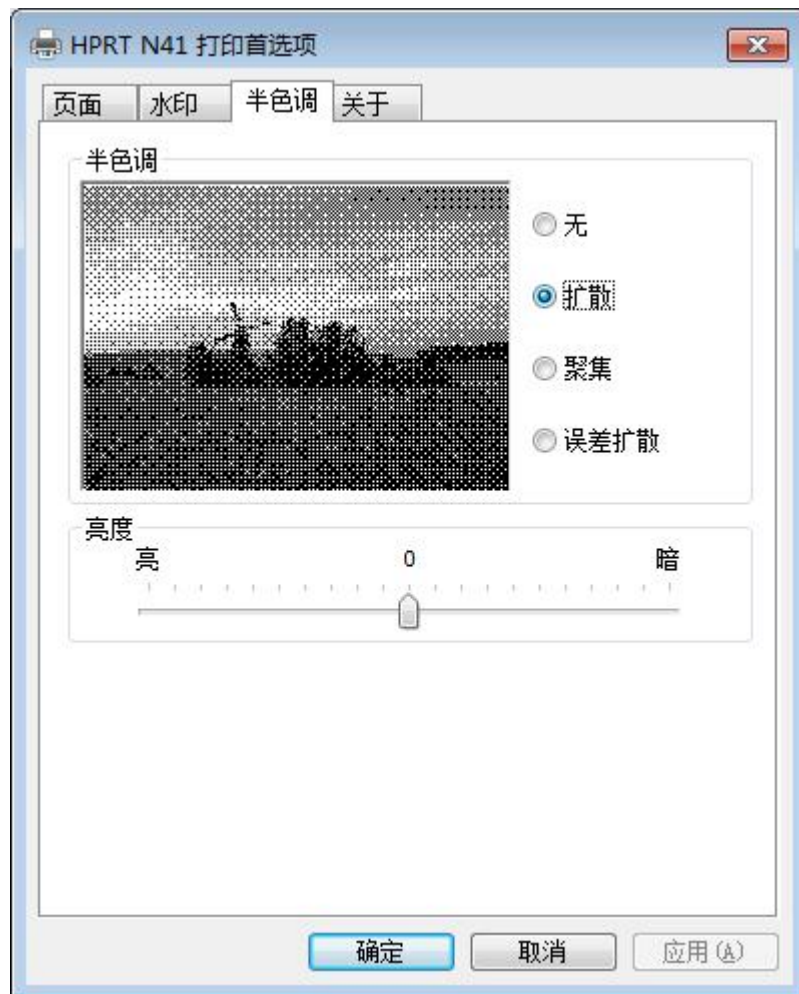 HPRT N41 打印首选项
页面 水印 半色调 关于
半色调
无
扩散
聚集
误差扩散
亮度
亮 0 暗
确定 取消 应用(A)